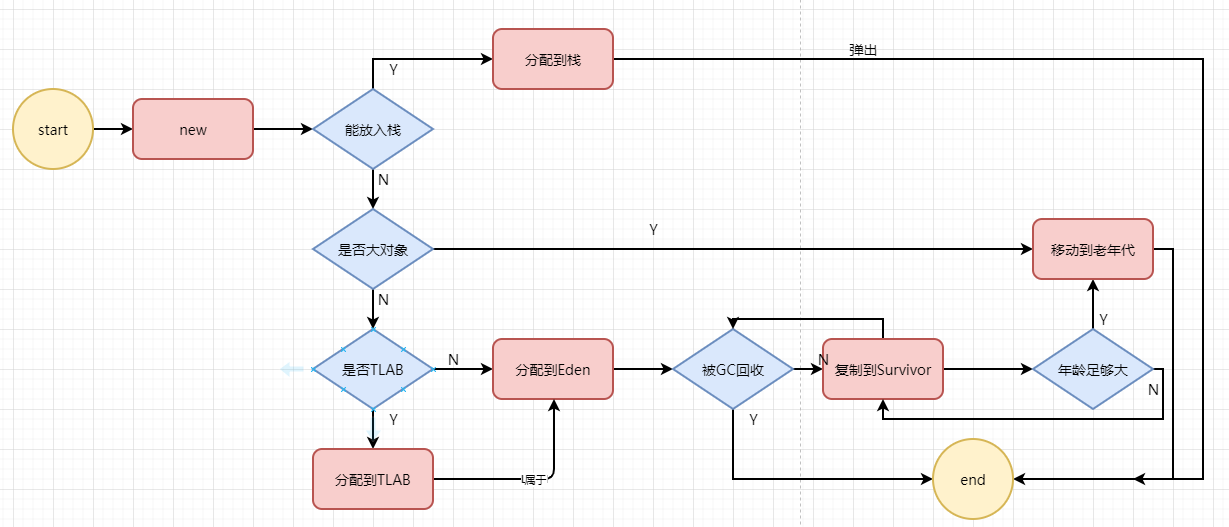 分配到栈
弹出
Y
start
new
能放入栈
N
是否大对象
Y
移动到老年代
N
Y
是否TLAB
N
分配到Eden
被GC回收
N
复制到Survivor
年龄足够大
N
Y
Y
分配到TLAB
属于
end